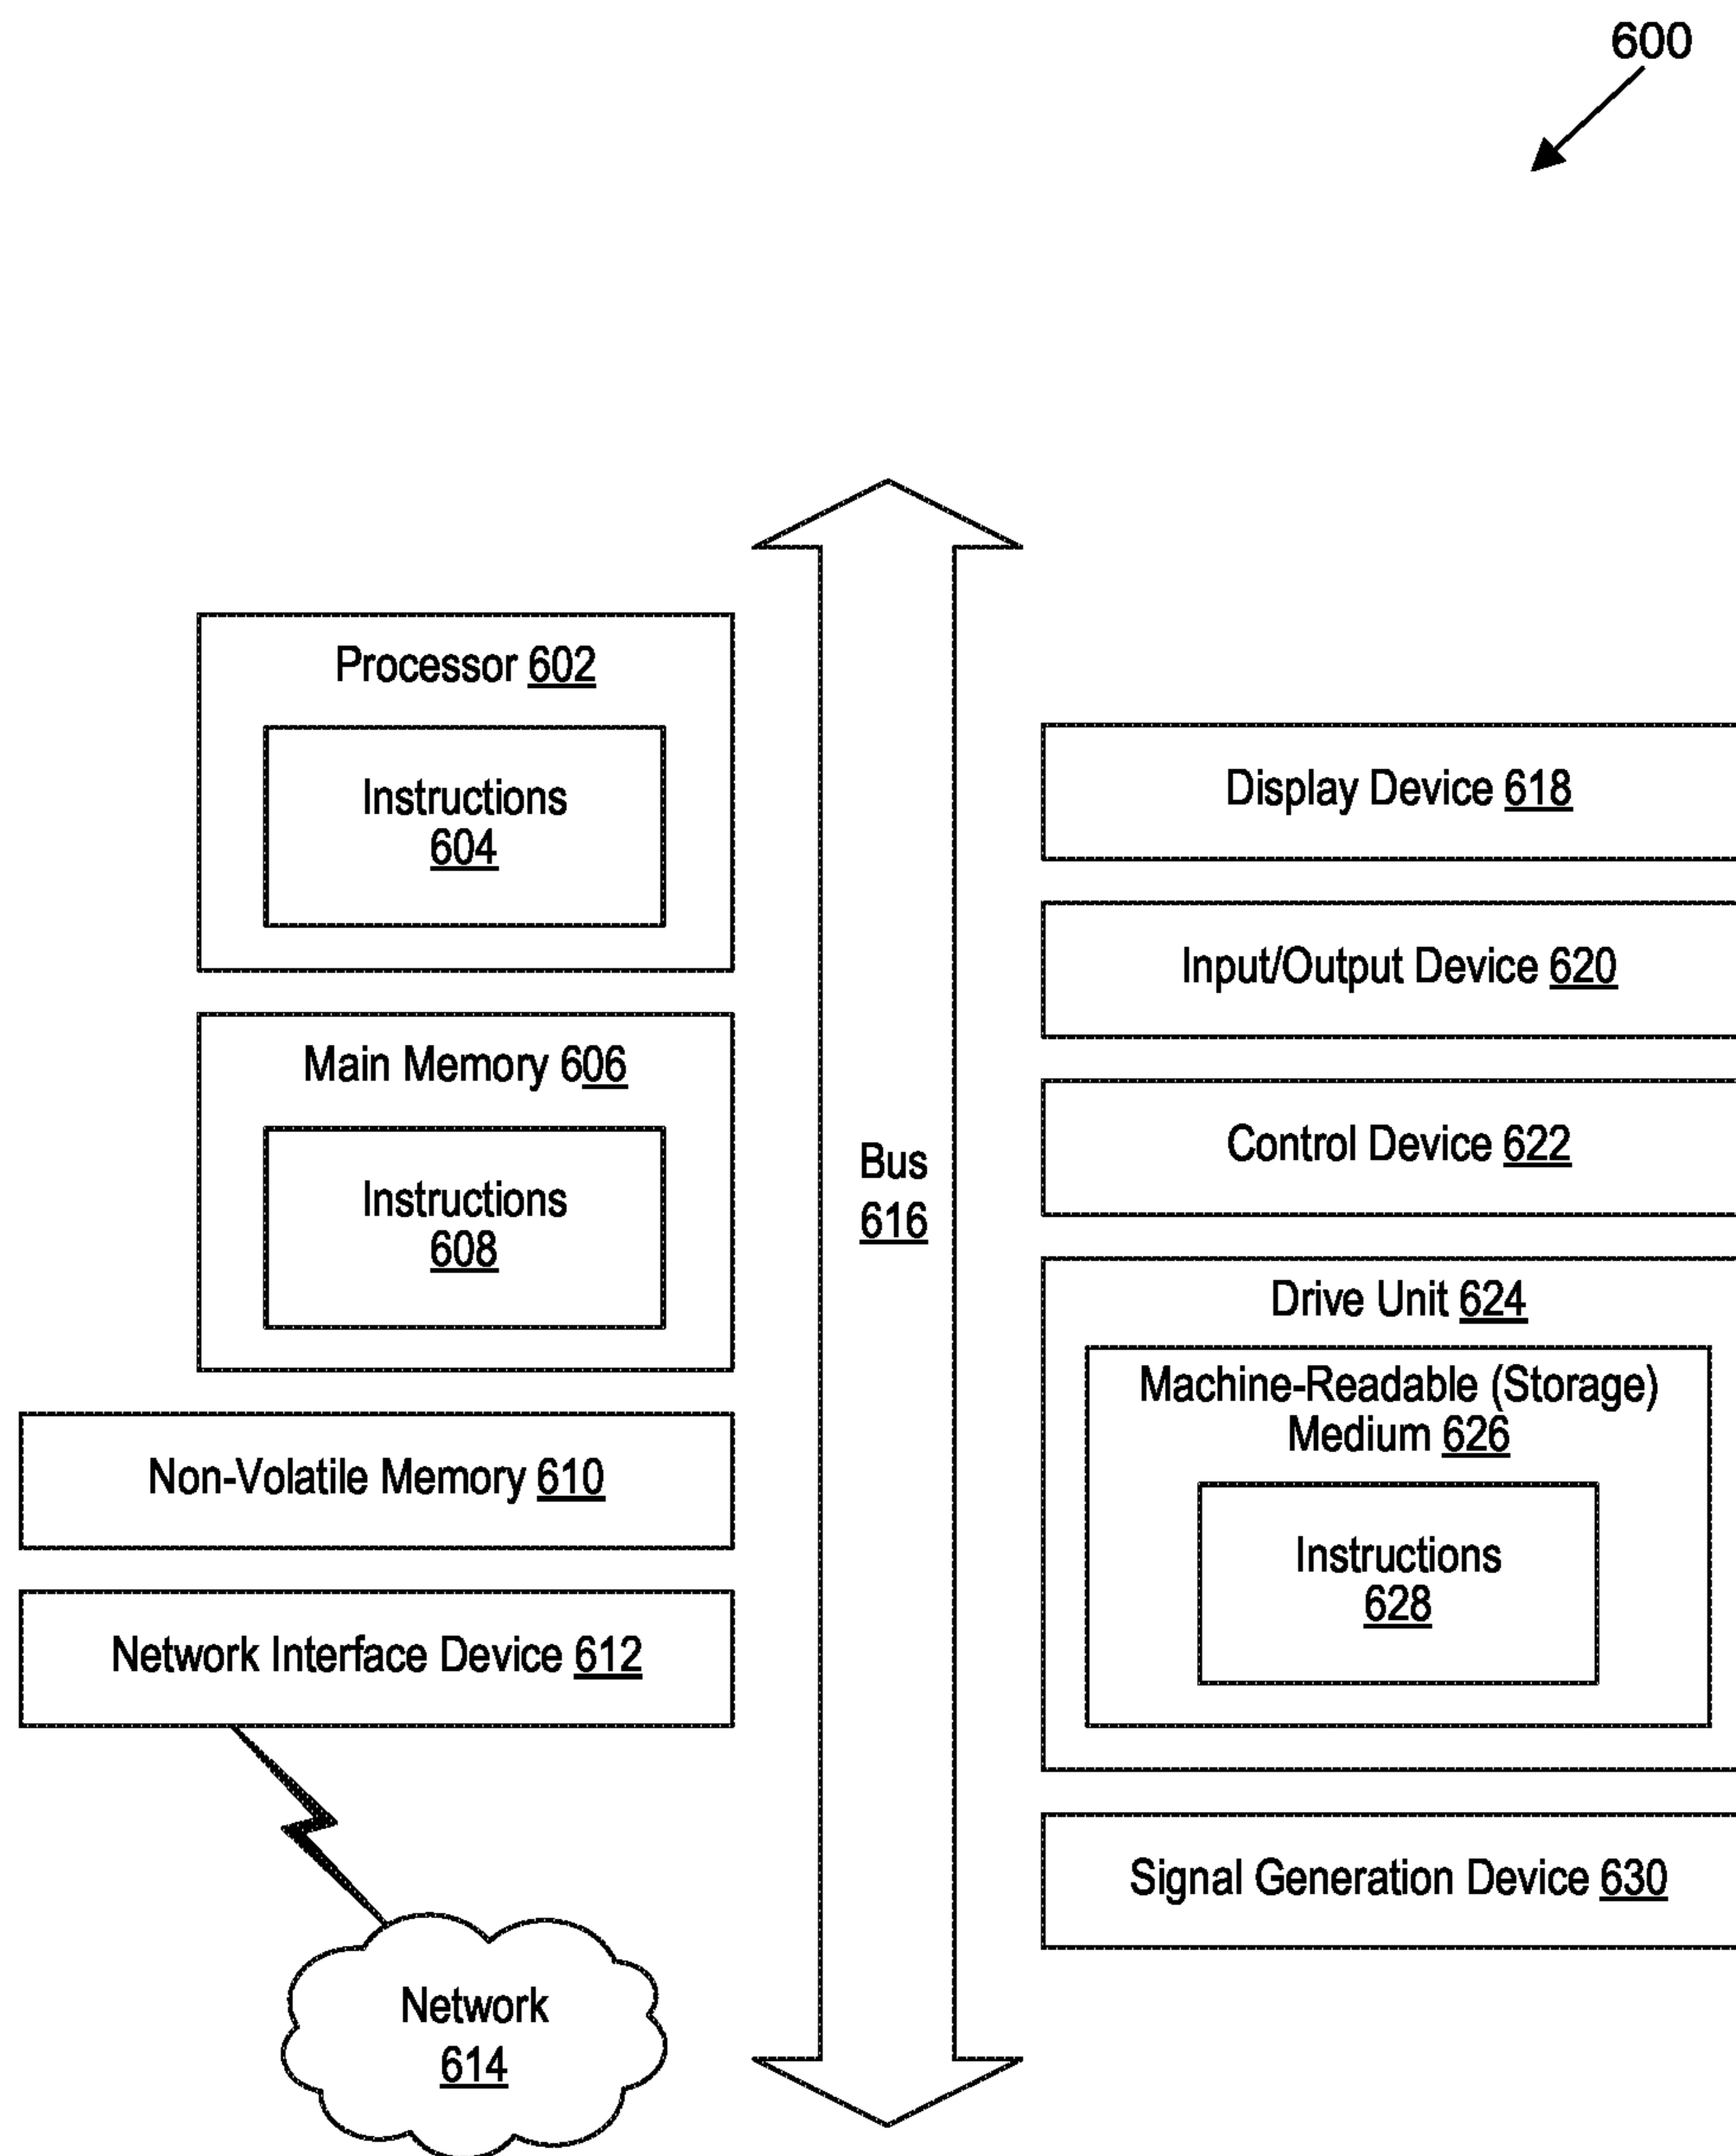 600
Processor 602
Instructions
604
Main Memory 606
Instructions
608
Non-Volatile Memory 610
Network Interface Device 612
Network
614
Bus
616
Display Device 618
Input/Output Device 620
Control Device 622
Drive Unit 624
Machine-Readable (Storage)
Medium 626
Instructions
628
Signal Generation Device 630